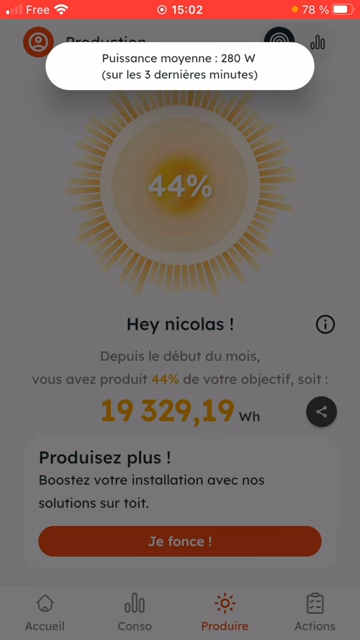 Free
15:02
78 %
Production
Puissance moyenne : 280 W
(sur les 3 dernières minutes)
44%
Hey nicolas !
Depuis le début du mois,
vous avez produit 44% de votre objectif, soit :
19 329,19 Wh
Produisez plus !
Boostez votre installation avec nos
solutions sur toit.
Je fonce !
Accueil
Conso
Produire
Actions